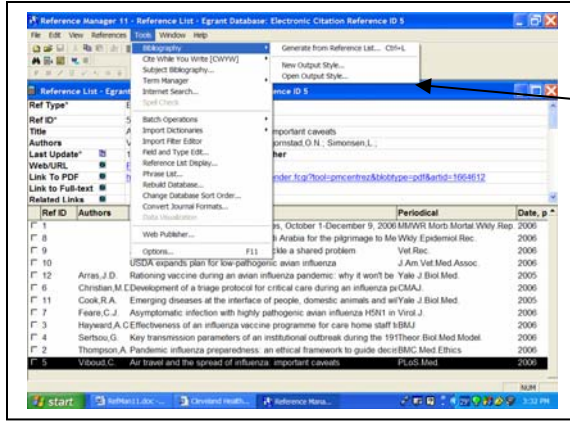 Reference Manager 11 - Reference List - Egrant Database: Electronic Citation Reference ID 5
File Edit View References Tools Window Help
Bibliography
Generate from Reference List... Ctrl+L
Cite While You Write [CWYW]
Subject Bibliography...
New Output Style...
Term Manager
Open Output Style...
Internet Search...
Reference List - Egran
ence ID 5
Ref Type*
Spell Check
Ref ID* 5
Batch Operations
Title
Import Dictionaries
mportant caveats
Authors
Import Filter Editor
ornstad,O.N.; Simonsen,L.;
Last Update*
Field and Type Edit...
her
Web/URL
Reference List Display...
Link To PDF
Phrase List...
nder.fcgi?tool=pmcentrez&blobtype=pdf&artid=1664612
Link to Full-text
Rebuild Database...
Related Links
Change Database Sort Order...
Convert Journal Formats...
Ref ID Authors
Periodical Date, p
Data Visualization
1 s, October 1-December 9, 2006 MMWR Morb.Mortal.Wkly.Rep. 2006
Web Publisher...
8 i Arabia for the pilgrimage to Me Wkly.Epidemiol.Rec. 2006
Options... F11
9 ckle a shared problem Vet.Rec. 2006
10 USDA expands plan for low-pathogenic avian influenza J.Am.Vet.Med.Assoc. 2006
12 Arras,J.D. Rationing vaccine during an avian influenza pandemic: why it won't be Yale J.Biol.Med. 2005
6 Christian,M.D Development of a triage protocol for critical care during an influenza pa CMAJ. 2006
11 Cook,R.A. Emerging diseases at the interface of people, domestic animals and wil Yale J.Biol.Med. 2005
7 Feare,C.J. Asymptomatic infection with highly pathogenic avian influenza H5N1 in Virol.J. 2006
3 Hayward,A.C Effectiveness of an influenza vaccine programme for care home staff t BMJ 2006
4 Sertsou,G. Key transmission parameters of an institutional outbreak during the 191 Theor.Biol.Med.Model. 2006
2 Thompson,A. Pandemic influenza preparedness: an ethical framework to guide decis BMC.Med.Ethics 2006
5 Viboud,C. Air travel and the spread of influenza: important caveats PLoS.Med. 2006
NUM
start RefMan11.doc -... Cleveland Health... Reference Mana... 3:32 PM